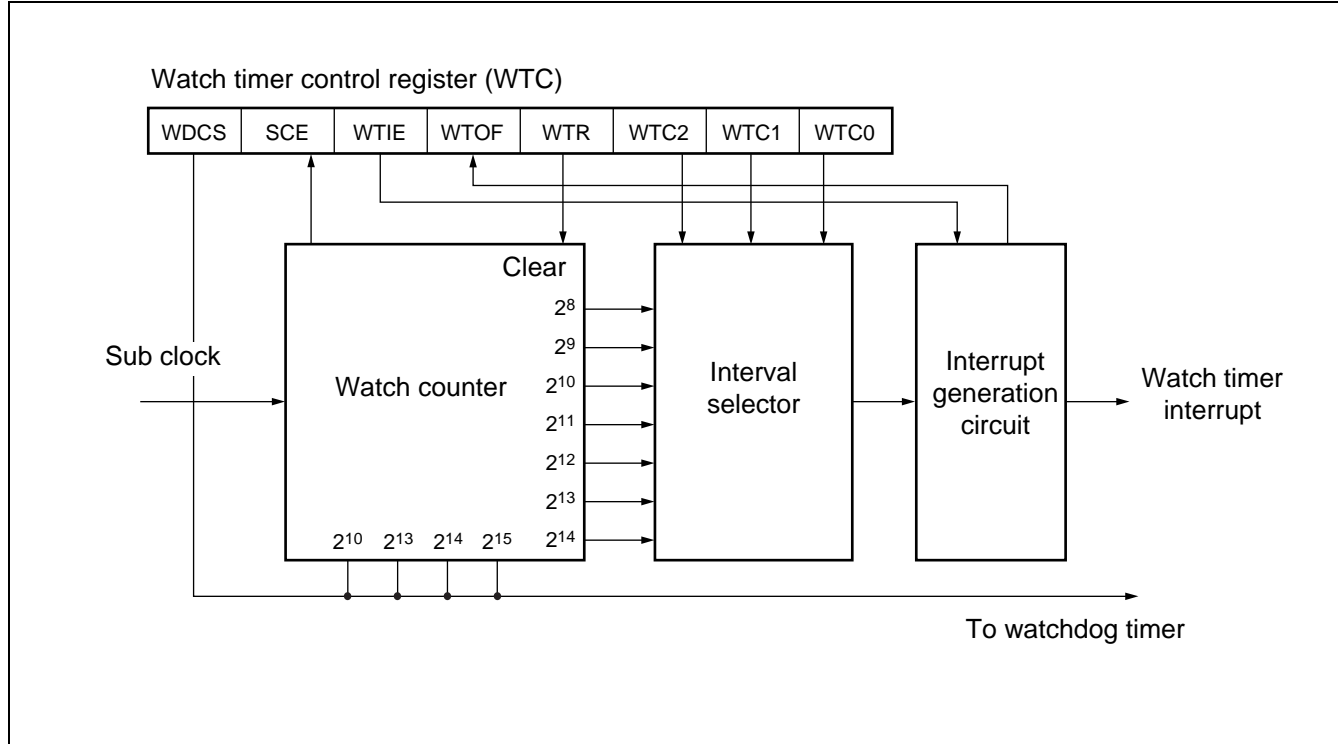 Watch timer control register (WTC)
WDCS SCE WTIE WTOF WTR WTC2 WTC1 WTC0
Clear
2⁸
2⁹
2¹⁰
2¹¹
2¹²
2¹³
2¹⁴
Sub clock
Watch counter
2¹⁰ 2¹³ 2¹⁴ 2¹⁵
Interval
selector
Interrupt
generation
circuit
Watch timer
interrupt
To watchdog timer